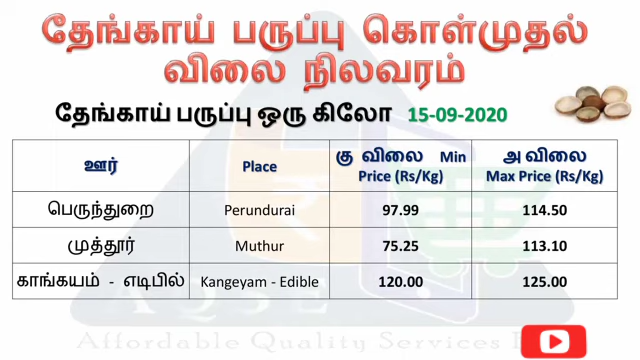 தேங்காய் பருப்பு கொள்முதல்
விலை நிலவரம்
தேங்காய் பருப்பு ஒரு கிலோ 15-09-2020
ஊர் Place கு விலை Min Price (Rs/Kg) அ விலை Max Price (Rs/Kg)
பெருந்துறை Perundurai 97.99 114.50
முத்தூர் Muthur 75.25 113.10
காங்கயம் - எடிபில் Kangeyam - Edible 120.00 125.00
Affordable Quality Services